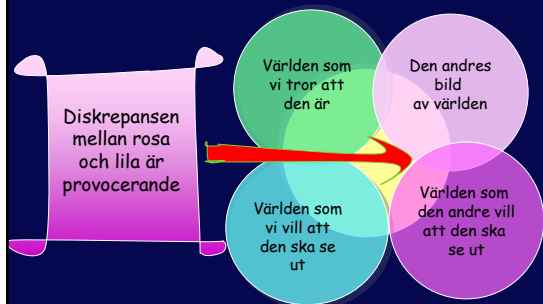 Diskrepansen
mellan rosa
och lila är
provocerande
Världen som
vi tror att
den är
Den andres
bild
av världen
Världen som
vi vill att
den ska se
ut
Världen som
den andre vill
att den ska
se ut